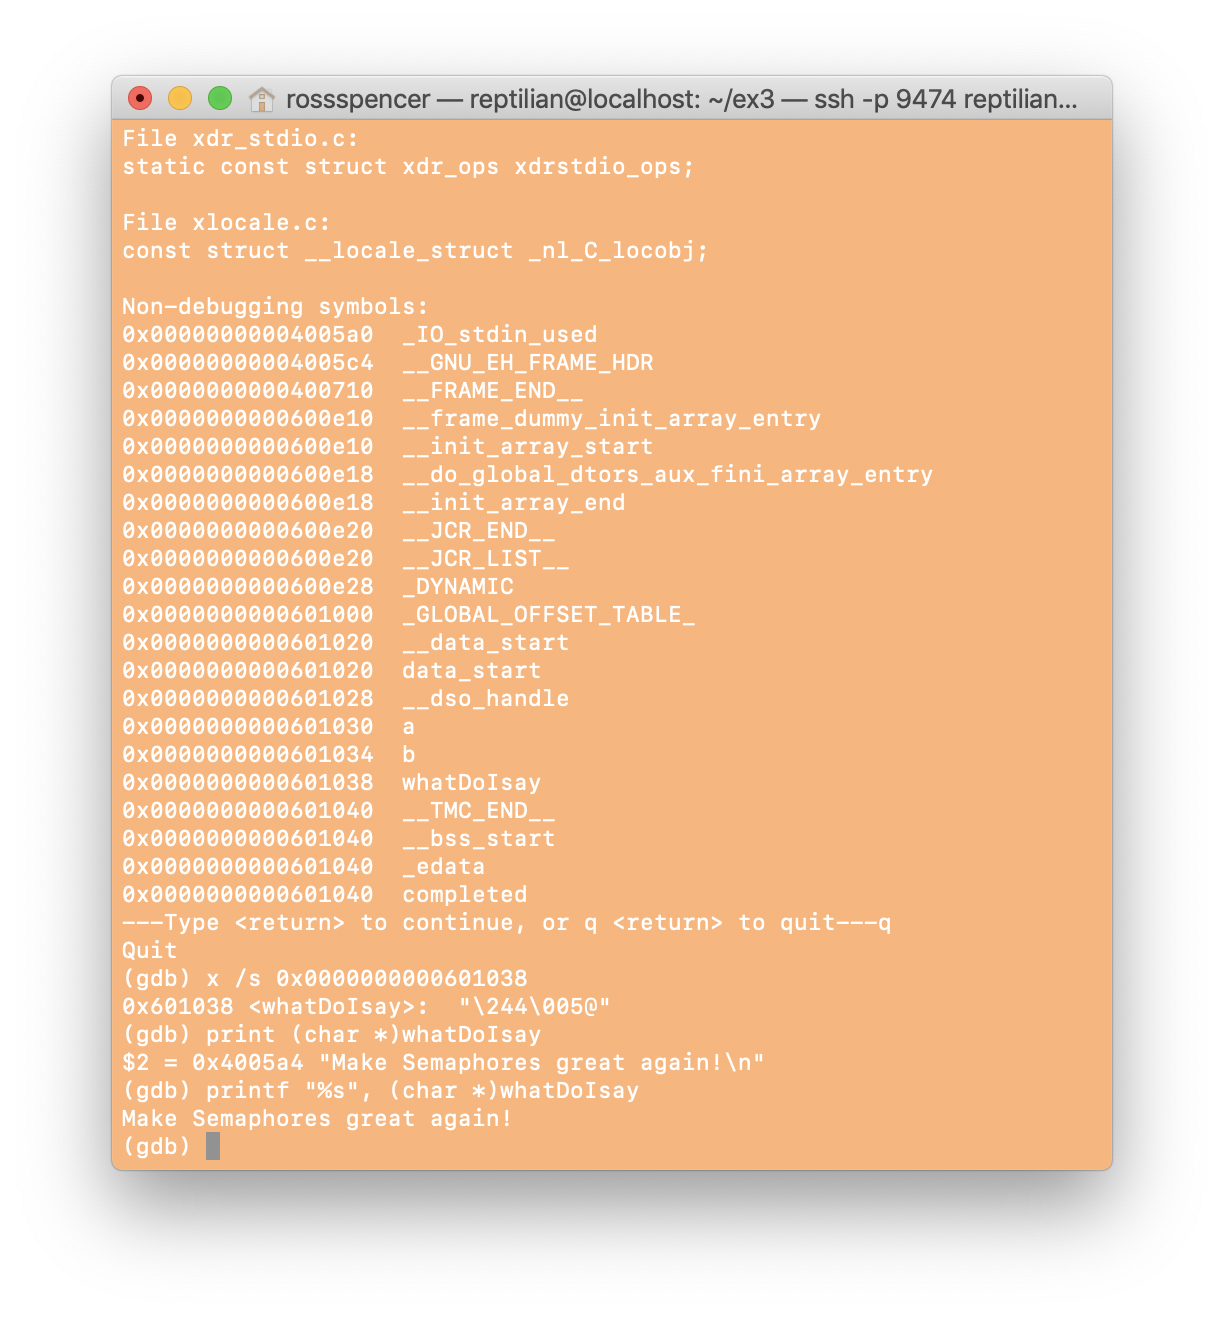 rossspencer — reptilian@localhost: ~/ex3 — ssh -p 9474 reptilian...
File xdr_stdio.c:
static const struct xdr_ops xdrstdio_ops;
File xlocale.c:
const struct __locale_struct _nl_C_locobj;
Non-debugging symbols:
0x00000000004005a0  _IO_stdin_used
0x00000000004005c4  __GNU_EH_FRAME_HDR
0x0000000000400710  __FRAME_END__
0x0000000000600e10  __frame_dummy_init_array_entry
0x0000000000600e10  __init_array_start
0x0000000000600e18  __do_global_dtors_aux_fini_array_entry
0x0000000000600e18  __init_array_end
0x0000000000600e20  __JCR_END__
0x0000000000600e20  __JCR_LIST__
0x0000000000600e28  _DYNAMIC
0x0000000000601000  _GLOBAL_OFFSET_TABLE_
0x0000000000601020  __data_start
0x0000000000601020  data_start
0x0000000000601028  __dso_handle
0x0000000000601030  a
0x0000000000601034  b
0x0000000000601038  whatDoIsay
0x0000000000601040  __TMC_END__
0x0000000000601040  __bss_start
0x0000000000601040  _edata
0x0000000000601040  completed
---Type <return> to continue, or q <return> to quit---q
Quit
(gdb) x /s 0x0000000000601038
0x601038 <whatDoIsay>:  "\244\005@"
(gdb) print (char *)whatDoIsay
$2 = 0x4005a4 "Make Semaphores great again!\n"
(gdb) printf "%s", (char *)whatDoIsay
Make Semaphores great again!
(gdb)